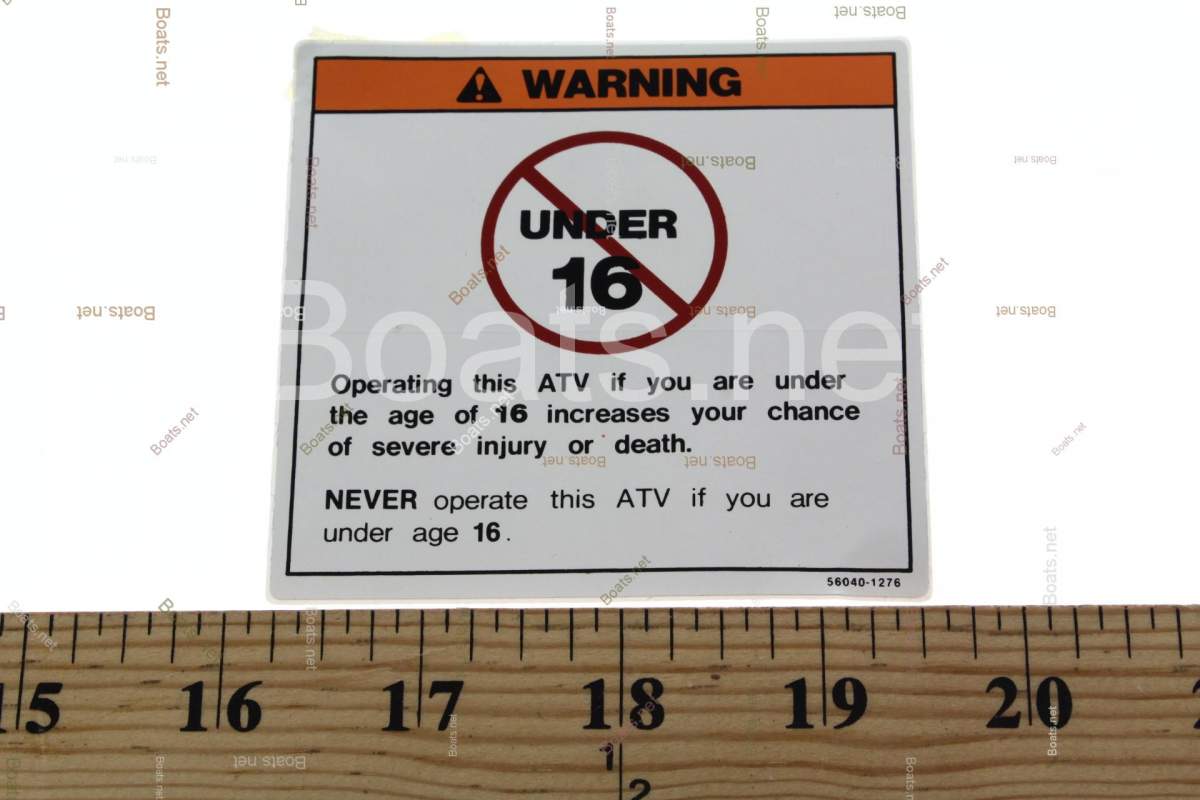 WARNING
UNDER
16
Boats.net
Operating this ATV if you are under
the age of 16 increases your chance
of severe injury or death.
NEVER operate this ATV if you are
under age 16.
56040-1276
15 16 17 18 19 20
1
2